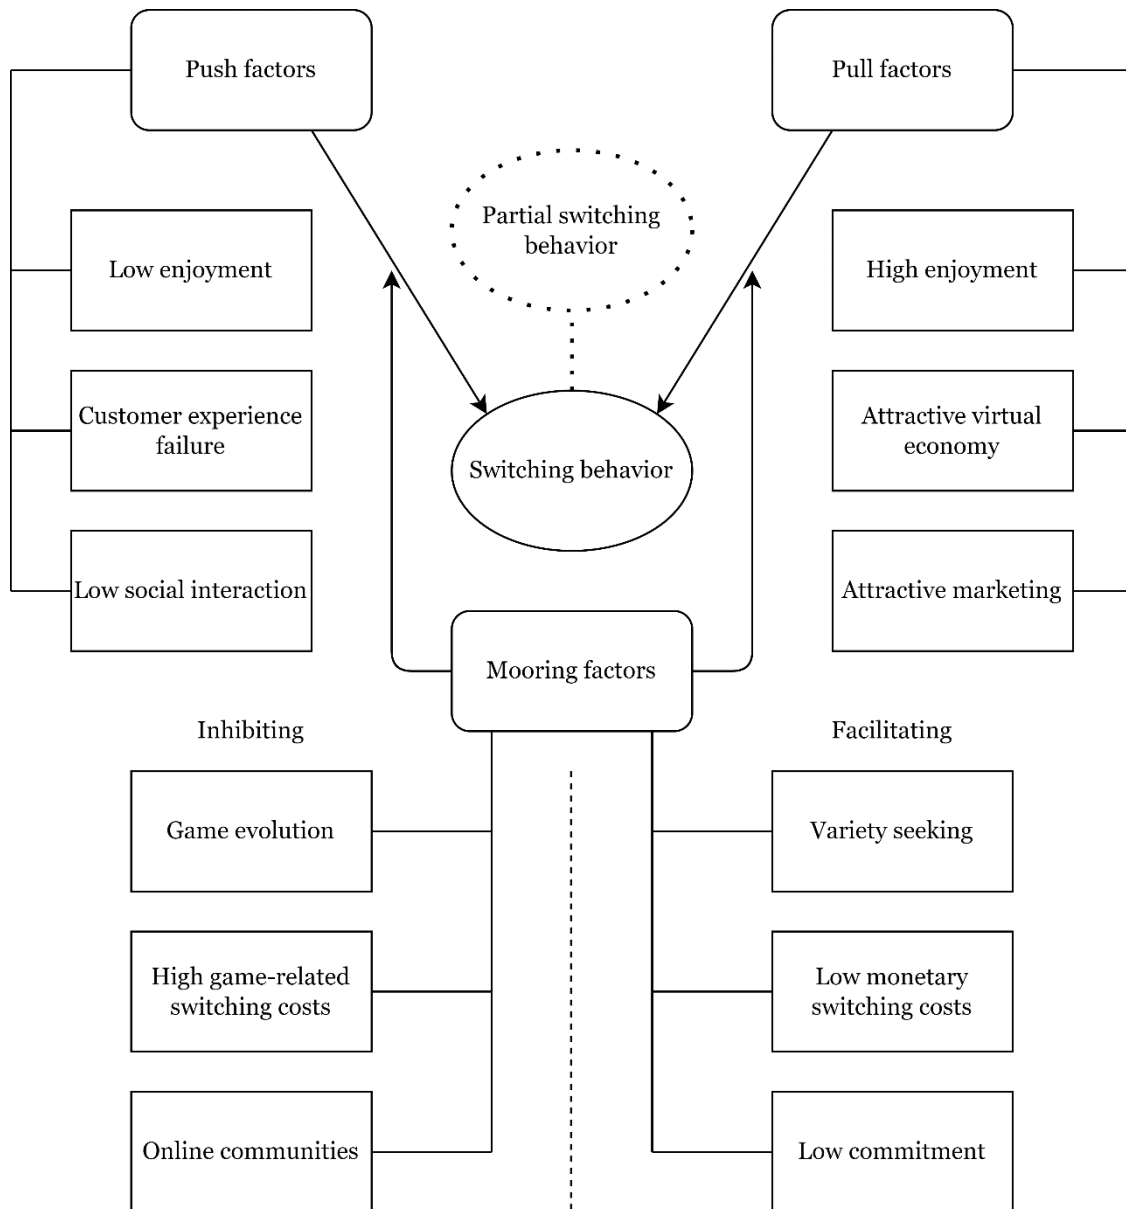 Push factors
Pull factors
Partial switching
behavior
Low enjoyment
High enjoyment
Customer experience
failure
Attractive virtual
economy
Switching behavior
Low social interaction
Attractive marketing
Mooring factors
Inhibiting
Facilitating
Game evolution
Variety seeking
High game-related
switching costs
Low monetary
switching costs
Online communities
Low commitment